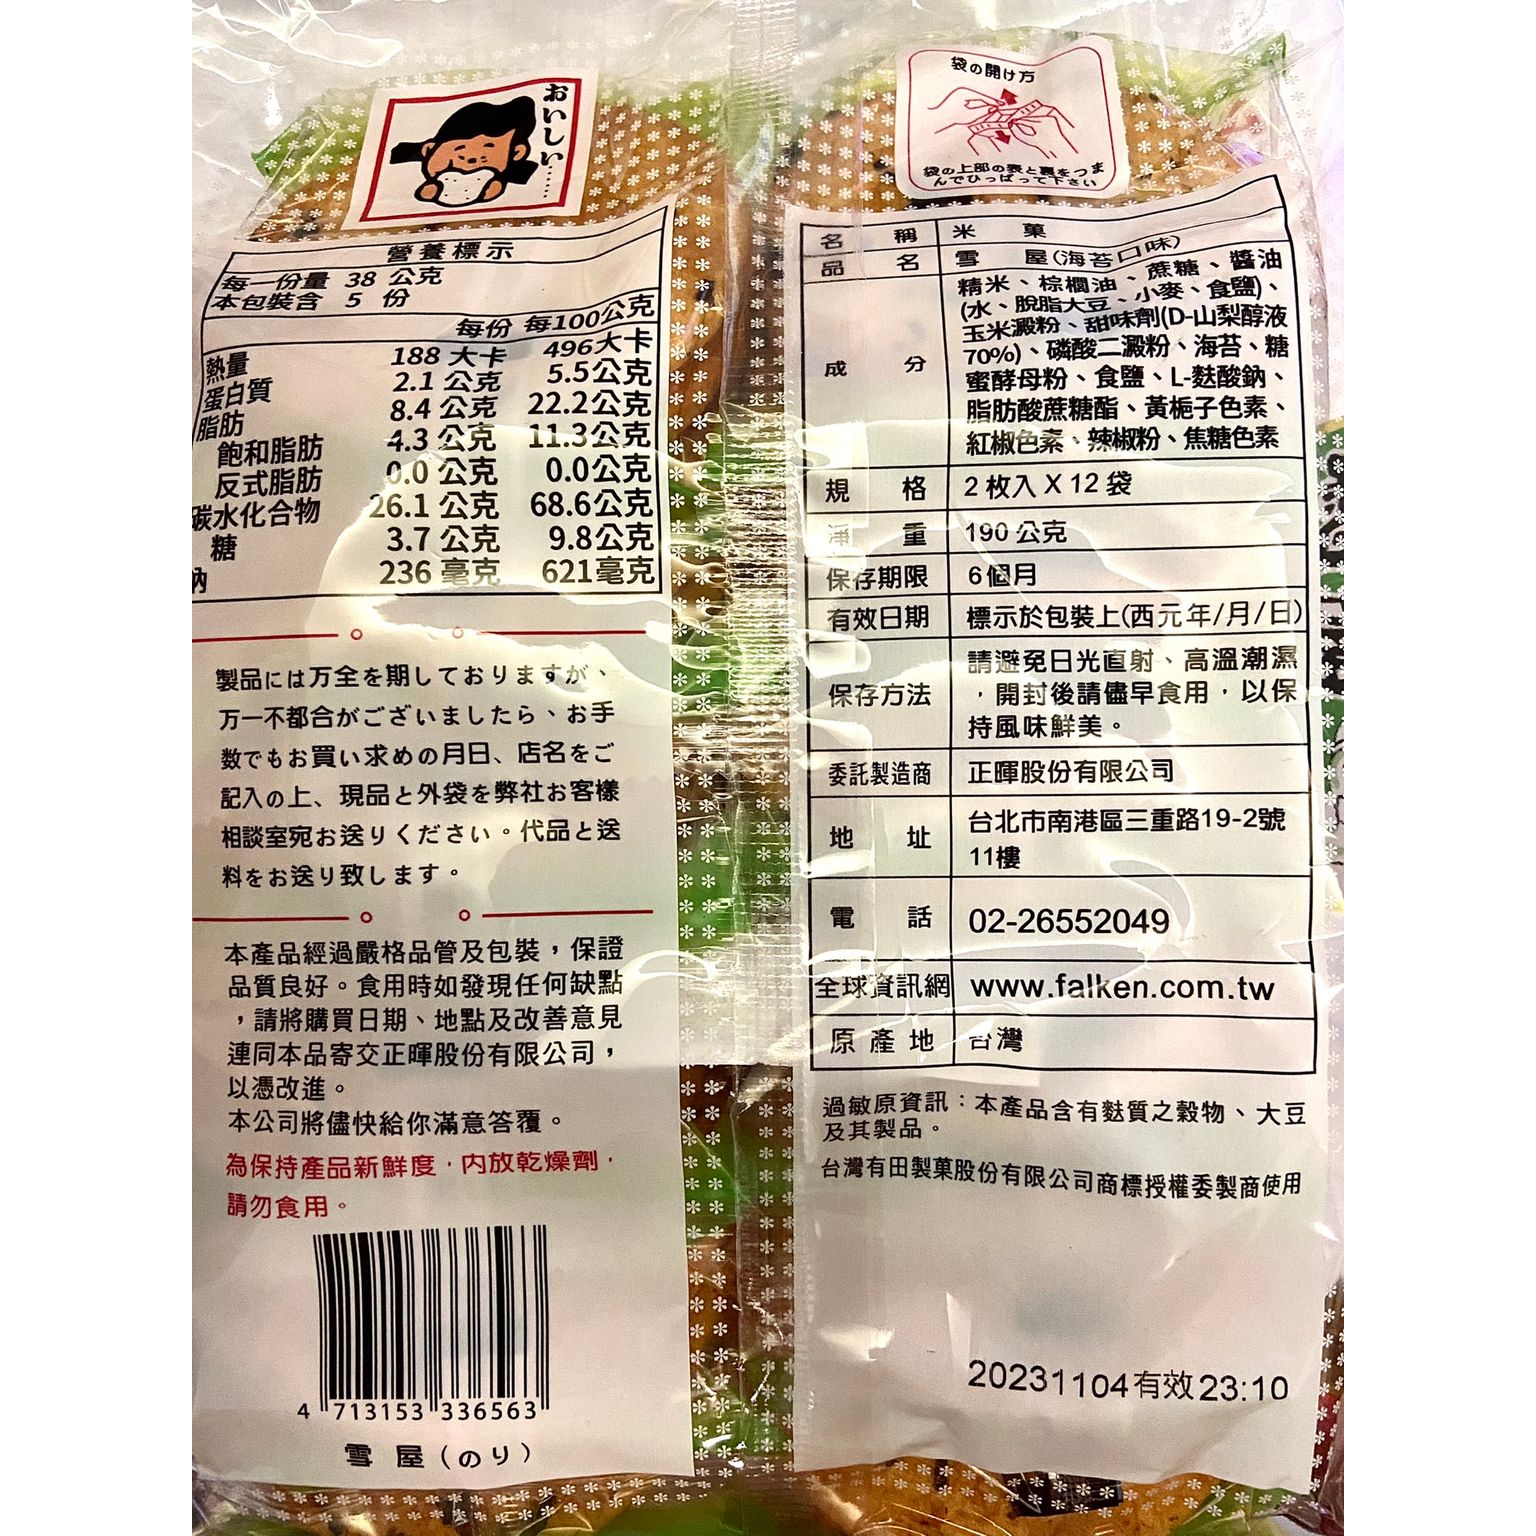 おいしい……
營養標示
每一份量 38 公克
本包裝含 5 份
每份 每100公克
熱量 188 大卡 496大卡
蛋白質 2.1 公克 5.5公克
脂肪 8.4 公克 22.2公克
飽和脂肪 4.3 公克 11.3公克
反式脂肪 0.0 公克 0.0公克
碳水化合物 26.1 公克 68.6公克
糖 3.7 公克 9.8公克
鈉 236 毫克 621毫克
製品には万全を期しておりますが、
万一不都合がございましたら、お手
数でもお買い求めの月日、店名をご
記入の上、現品と外袋を弊社お客樣
相談室宛お送りください。代品と送
料をお送り致します。
本產品經過嚴格品管及包裝，保證
品質良好。食用時如發現任何缺點
，請將購買日期、地點及改善意見
連同本品寄交正暉股份有限公司，
以憑改進。
本公司將儘快給你滿意答覆。
為保持產品新鮮度，內放乾燥劑，
請勿食用。
4 713153 336563
雪屋(のり)
袋の開け方
袋の上部の表と裏をつま
んでひっぱって下さい
名稱 米菓
品名 雪屋(海苔口味)
成分 精米、棕櫚油、蔗糖、醬油
(水、脫脂大豆、小麥、食鹽)、
玉米澱粉、甜味劑(D-山梨醇液
70%)、磷酸二澱粉、海苔、糖
蜜酵母粉、食鹽、L-麩酸鈉、
脂肪酸蔗糖酯、黃梔子色素、
紅椒色素、辣椒粉、焦糖色素
規格 2 枚入 X 12 袋
淨重 190 公克
保存期限 6個月
有效日期 標示於包裝上(西元年/月/日)
保存方法 請避免日光直射、高溫潮濕
，開封後請儘早食用，以保
持風味鮮美。
委託製造商 正暉股份有限公司
地址 台北市南港區三重路19-2號
11樓
電話 02-26552049
全球資訊網 www.falken.com.tw
原產地 台灣
過敏原資訊：本產品含有麩質之穀物、大豆
及其製品。
台灣有田製菓股份有限公司商標授權委製商使用
20231104有效23:10